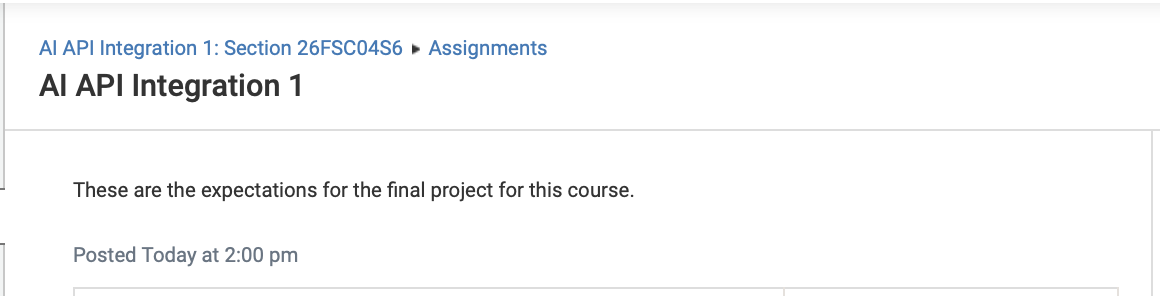 AI API Integration 1: Section 26FSC04S6 ▸ Assignments
AI API Integration 1
These are the expectations for the final project for this course.
Posted Today at 2:00 pm